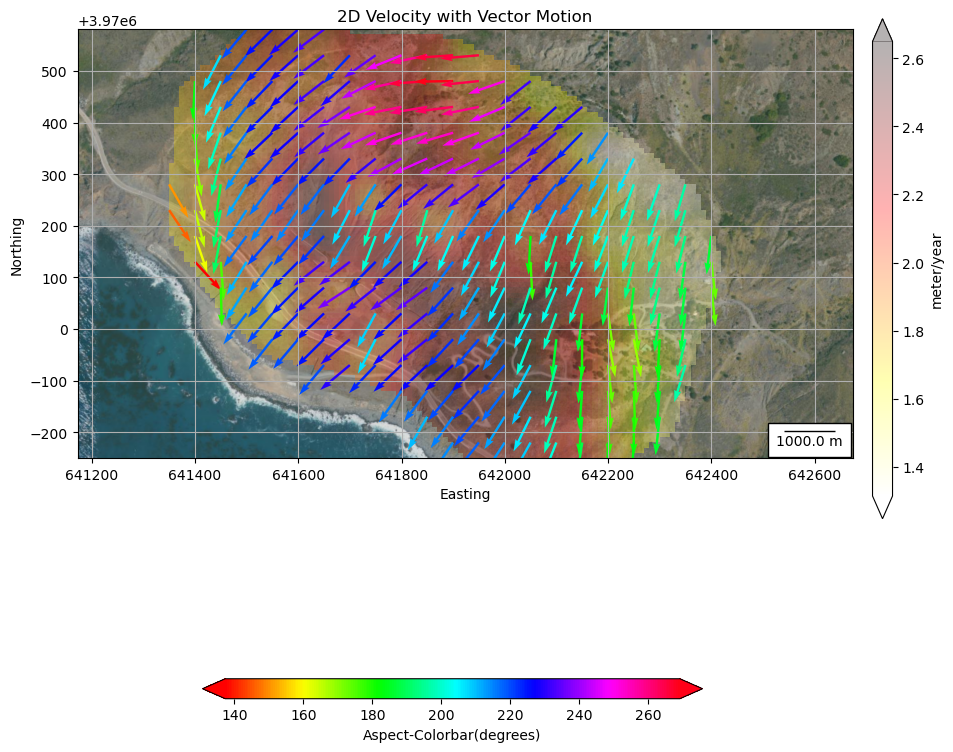 2D Velocity with Vector Motion
+3.97e6
500
400
300
200
100
0
−100
−200
Northing
641200 641400 641600 641800 642000 642200 642400 642600
Easting
1000.0 m
2.6
2.4
2.2
2.0
1.8
1.6
1.4
meter/year
140 160 180 200 220 240 260
Aspect-Colorbar(degrees)